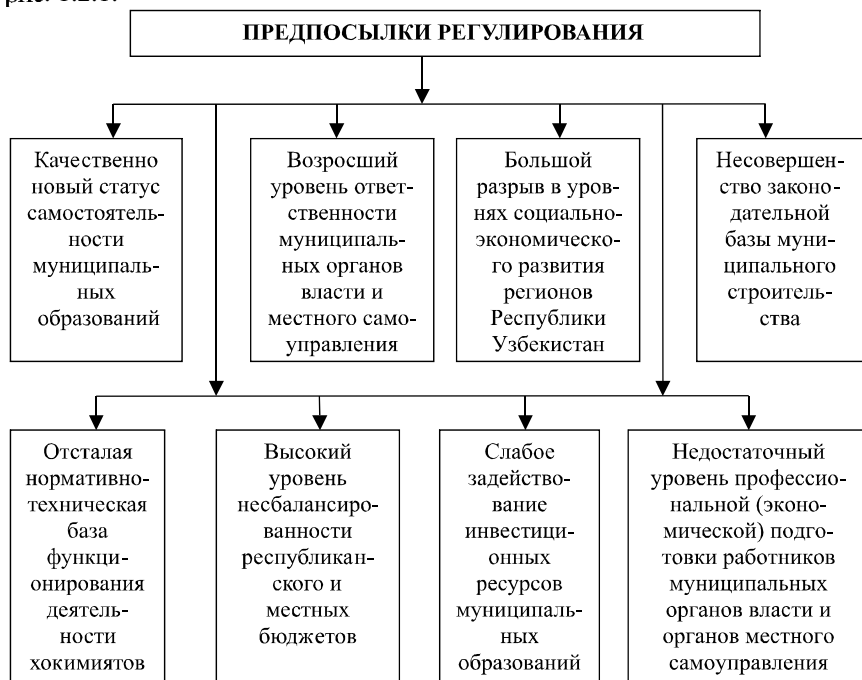 рис. 1.2.1.
ПРЕДПОСЫЛКИ РЕГУЛИРОВАНИЯ
Качественно
новый статус
самостоятель-
ности
муниципаль-
ных
образований
Возросший
уровень ответ-
ственности
муниципаль-
ных органов
власти и
местного само-
управления
Большой
разрыв в уров-
нях социально-
экономическо-
го развития
регионов
Республики
Узбекистан
Несовершен-
ство законо-
дательной
базы муни-
ципального
строитель-
ства
Отсталая
нормативно-
техническая
база
функци-
онирования
деятель-
ности
хокимиятов
Высокий
уровень
несбалансиро-
ванности
республикан-
ского и
местных
бюджетов
Слабое
задейство-
вание
инвестици-
онных
ресурсов
муниципаль-
ных
образований
Недостаточный
уровень профессио-
нальной (эконо-
мической) подго-
товки работников
муниципальных
органов власти и
органов местного
самоуправления